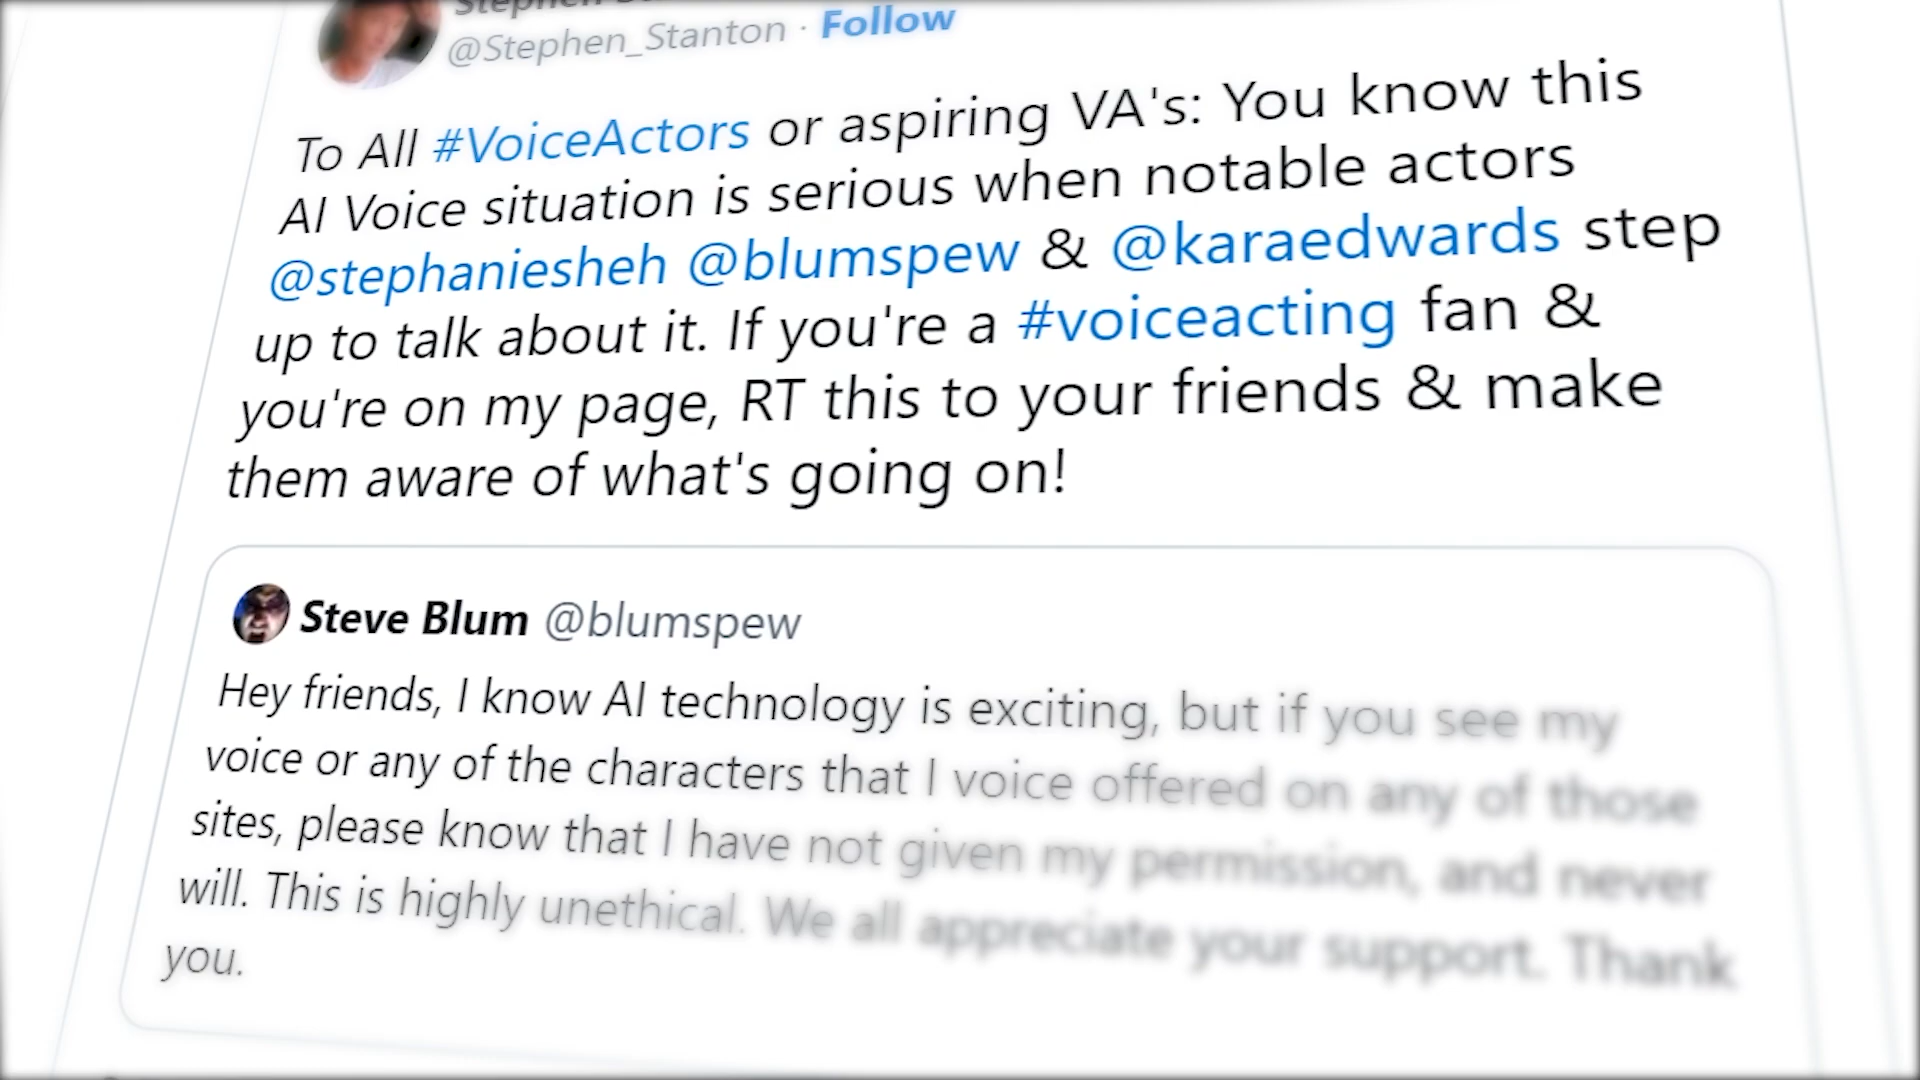 Stephen
@Stephen_Stanton · Follow
To All #VoiceActors or aspiring VA's: You know this
AI Voice situation is serious when notable actors
@stephaniesheh @blumspew & @karaedwards step
up to talk about it. If you're a #voiceacting fan &
you're on my page, RT this to your friends & make
them aware of what's going on!
Steve Blum @blumspew
Hey friends, I know AI technology is exciting, but if you see my
voice or any of the characters that I voice offered on any of those
sites, please know that I have not given my permission, and never
will. This is highly unethical. We all appreciate your support. Thank
you.